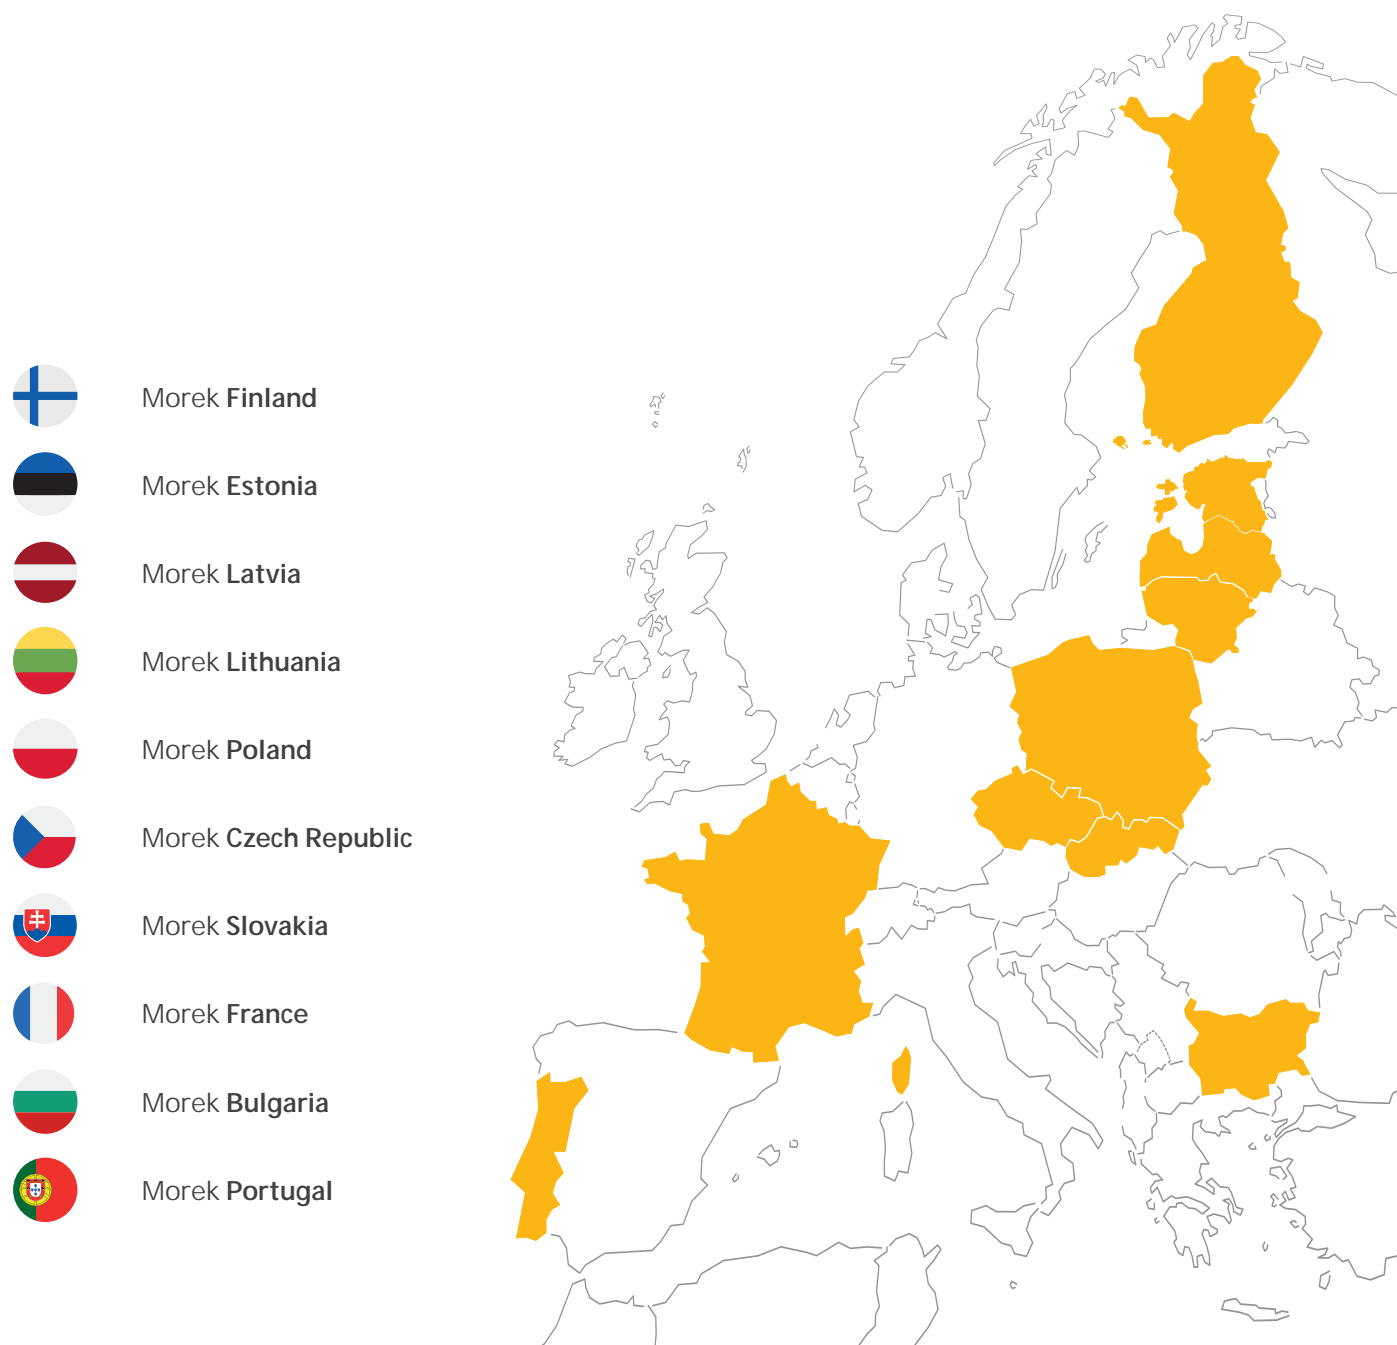 Morek Finland
Morek Estonia
Morek Latvia
Morek Lithuania
Morek Poland
Morek Czech Republic
Morek Slovakia
Morek France
Morek Bulgaria
Morek Portugal